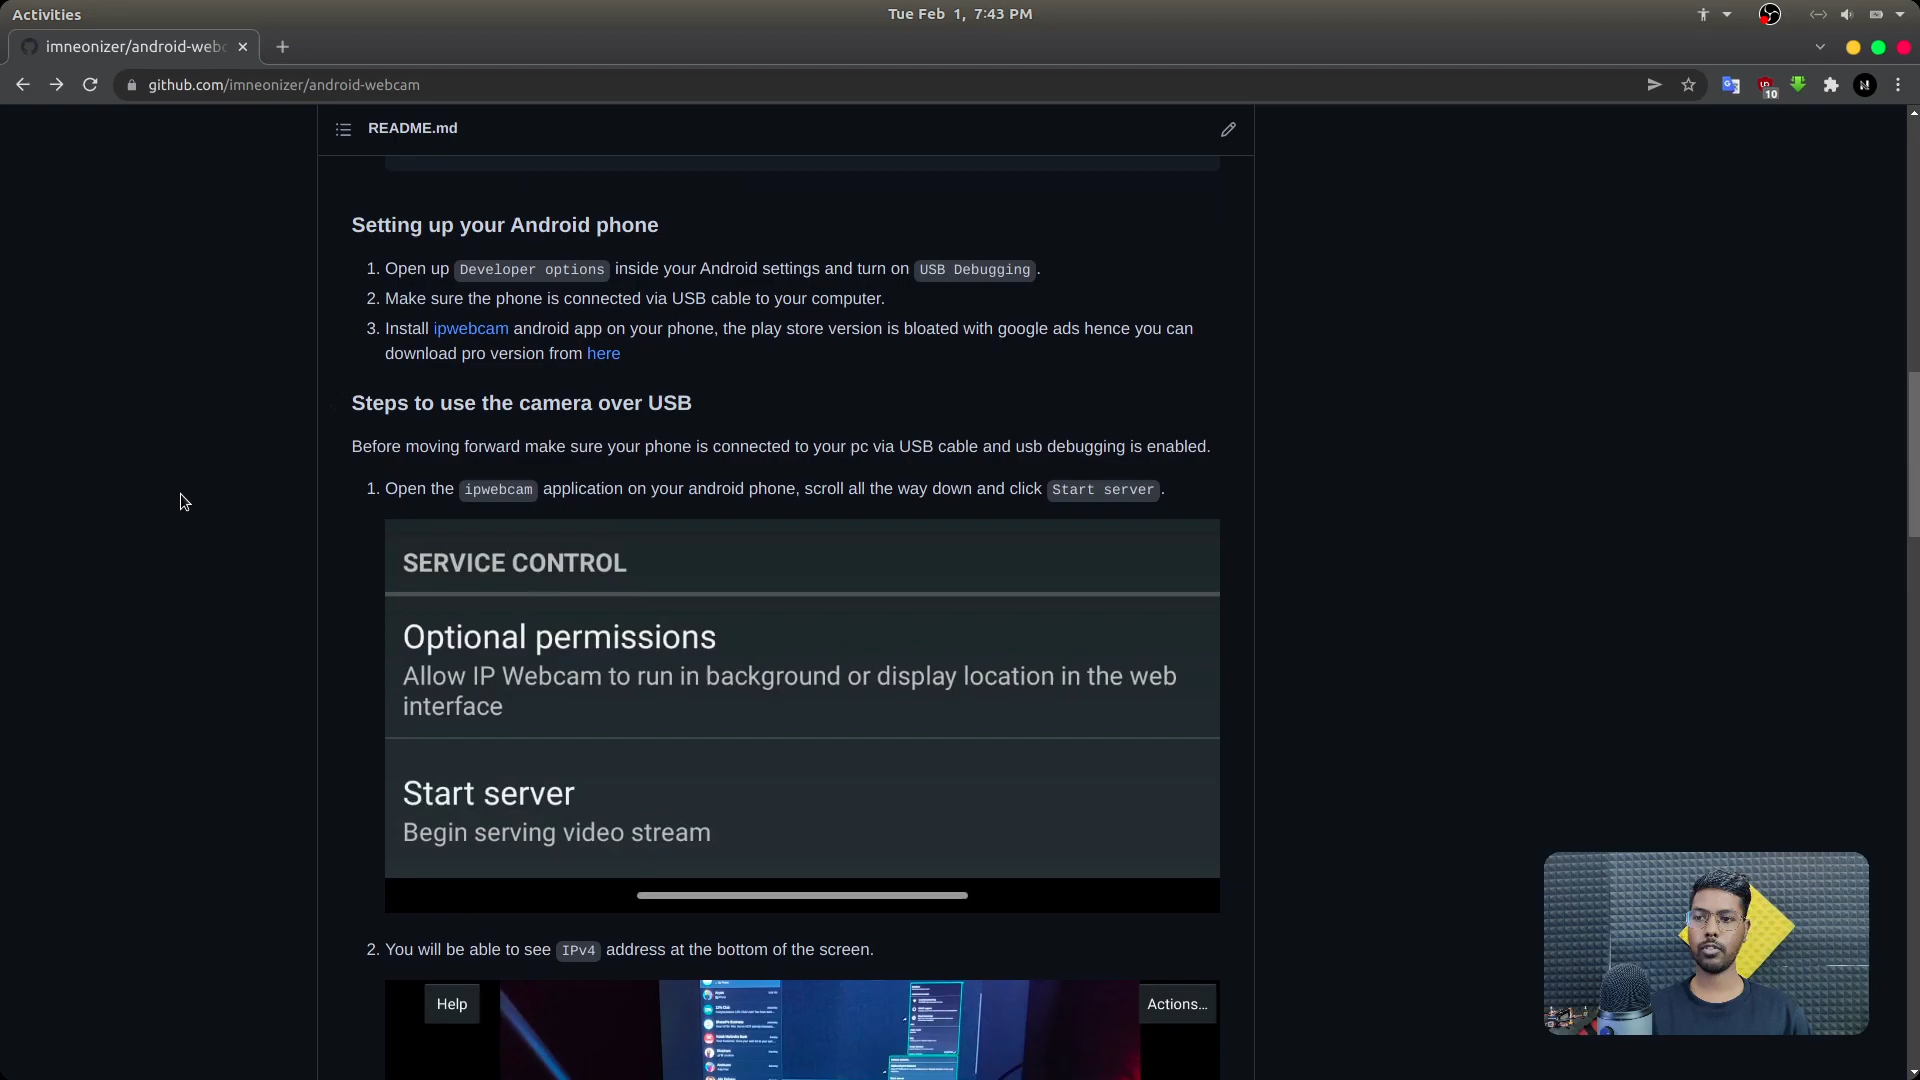 Activities
Tue Feb 1, 7:43 PM
imneonizer/android-webc
github.com/imneonizer/android-webcam
10
N
README.md
Setting up your Android phone
1. Open up Developer options inside your Android settings and turn on USB Debugging.
2. Make sure the phone is connected via USB cable to your computer.
3. Install ipwebcam android app on your phone, the play store version is bloated with google ads hence you can
download pro version from here
Steps to use the camera over USB
Before moving forward make sure your phone is connected to your pc via USB cable and usb debugging is enabled.
1. Open the ipwebcam application on your android phone, scroll all the way down and click Start server.
SERVICE CONTROL
Optional permissions
Allow IP Webcam to run in background or display location in the web
interface
Start server
Begin serving video stream
2. You will be able to see IPv4 address at the bottom of the screen.
Help
Actions...